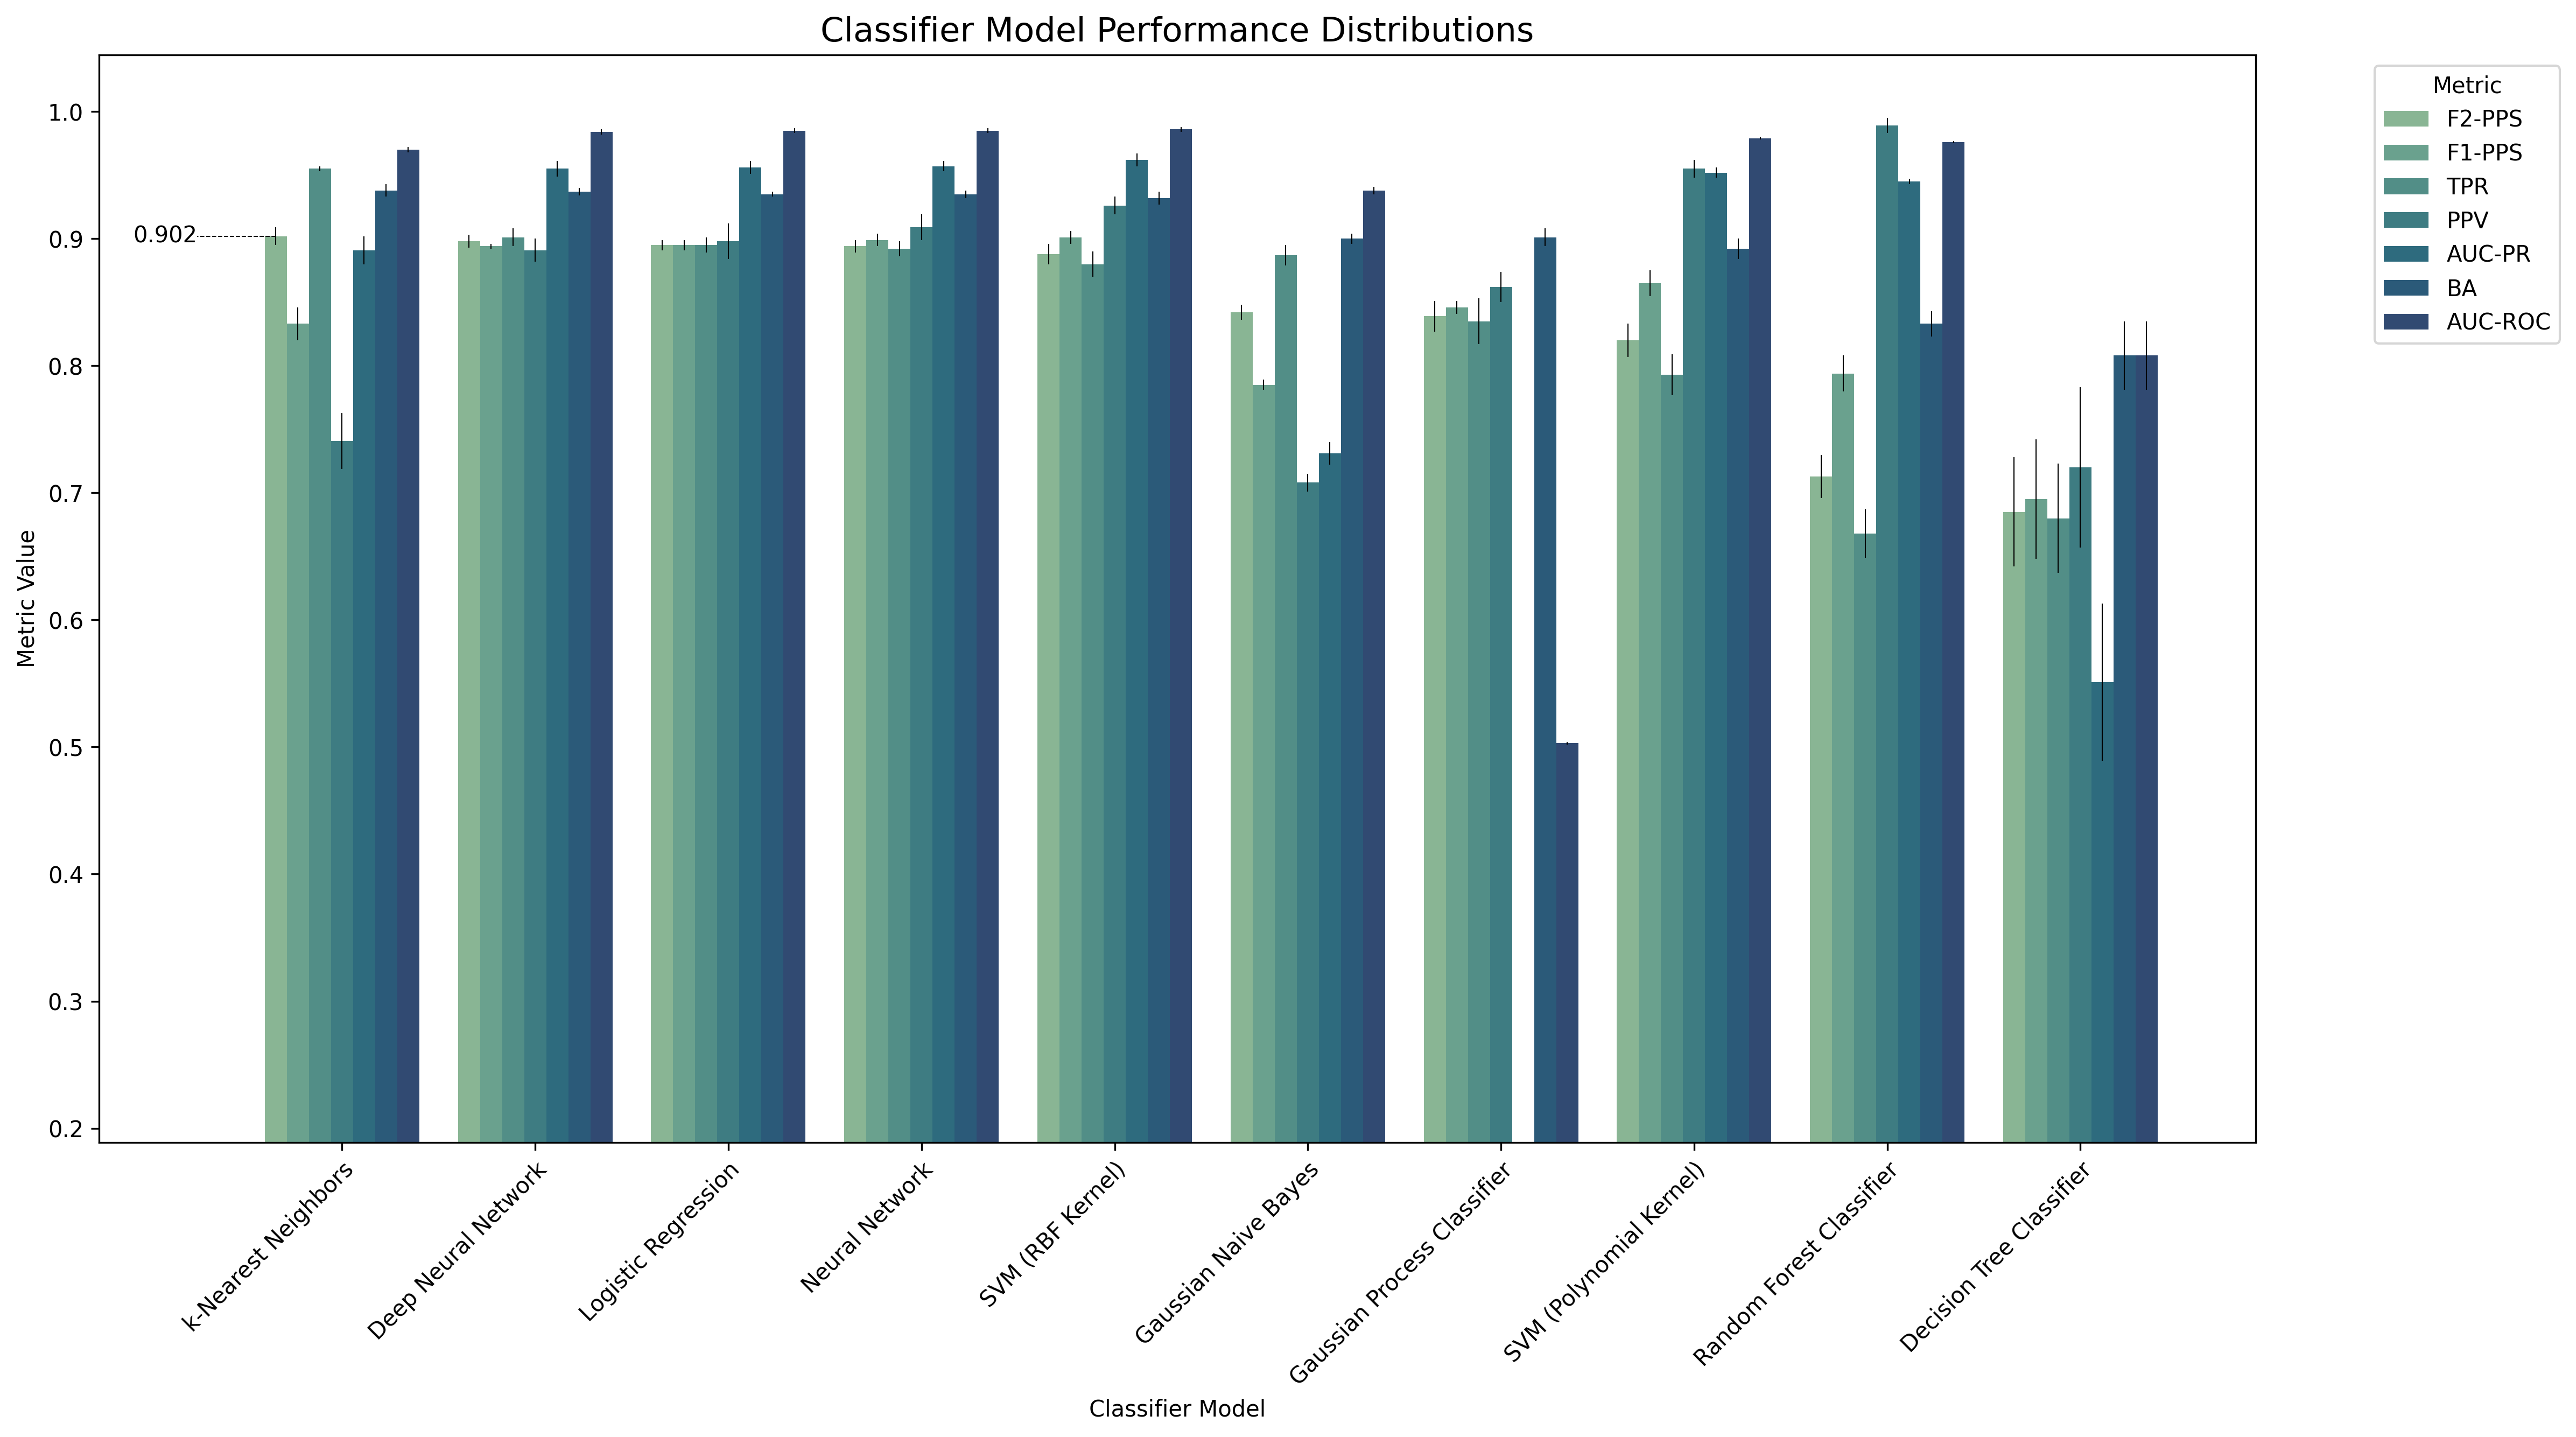 Classifier Model Performance Distributions
Metric
F2-PPS
F1-PPS
TPR
PPV
AUC-PR
BA
AUC-ROC
Metric Value
1.0
0.9
0.8
0.7
0.6
0.5
0.4
0.3
0.2
0.902
k-Nearest Neighbors
Deep Neural Network
Logistic Regression
Neural Network
SVM (RBF Kernel)
Gaussian Naive Bayes
Gaussian Process Classifier
SVM (Polynomial Kernel)
Random Forest Classifier
Decision Tree Classifier
Classifier Model